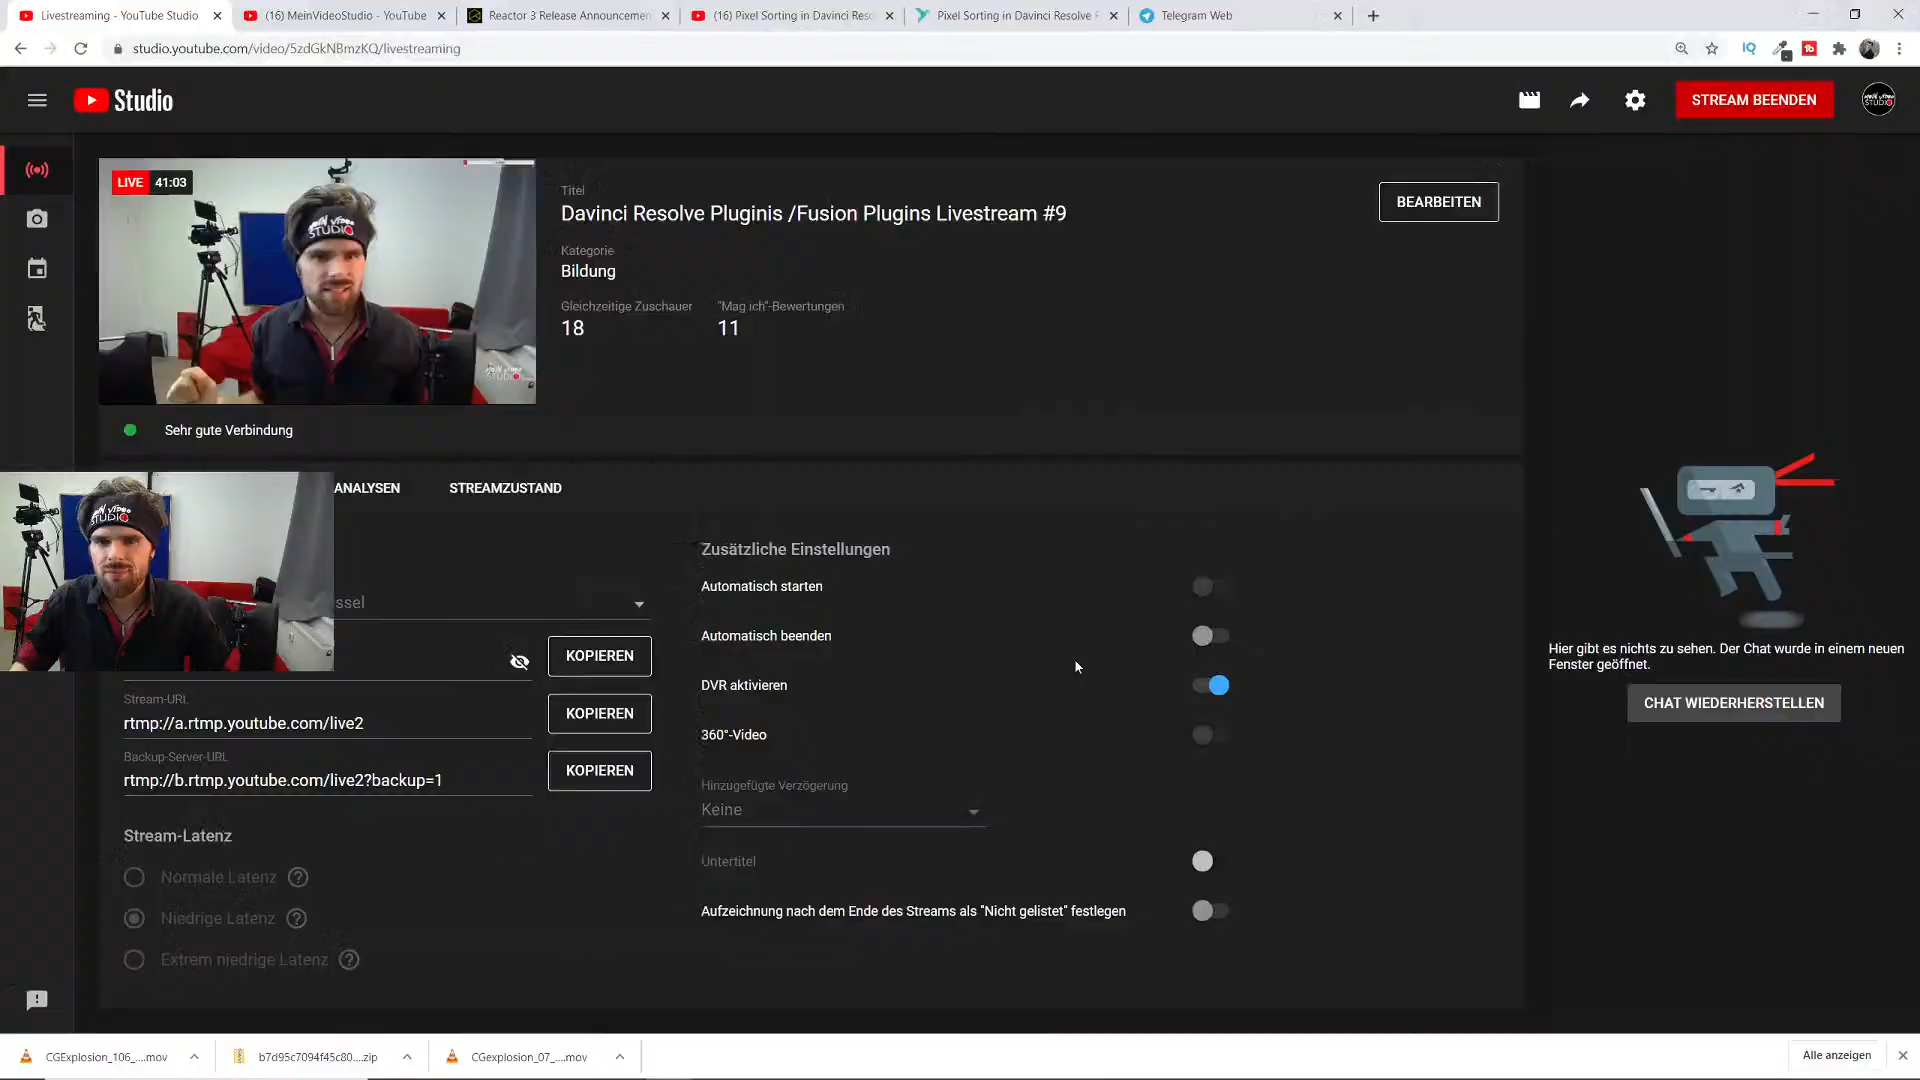 Livestreaming - YouTube Studio
(16) MeinVideoStudio - YouTube
Reactor 3 Release Announcemen
(16) Pixel Sorting in Davinci Reso
Pixel Sorting in Davinci Resolve F
Telegram Web
studio.youtube.com/video/5zdGkNBmzKQ/livestreaming
Studio
STREAM BEENDEN
LIVE 41:03
Titel
Davinci Resolve Pluginis /Fusion Plugins Livestream #9
BEARBEITEN
Kategorie
Bildung
Gleichzeitige Zuschauer
"Mag ich"-Bewertungen
18
11
Sehr gute Verbindung
ANALYSEN
STREAMZUSTAND
Zusätzliche Einstellungen
Automatisch starten
ssel
Automatisch beenden
KOPIEREN
DVR aktivieren
Stream-URL
rtmp://a.rtmp.youtube.com/live2
KOPIEREN
360°-Video
Backup-Server-URL
rtmp://b.rtmp.youtube.com/live2?backup=1
KOPIEREN
Hinzugefügte Verzögerung
Keine
Stream-Latenz
Normale Latenz
Niedrige Latenz
Extrem niedrige Latenz
Untertitel
Aufzeichnung nach dem Ende des Streams als "Nicht gelistet" festlegen
Hier gibt es nichts zu sehen. Der Chat wurde in einem neuen
Fenster geöffnet.
CHAT WIEDERHERSTELLEN
CGExplosion_106_....mov
b7d95c7094f45c80....zip
CGexplosion_07_....mov
Alle anzeigen